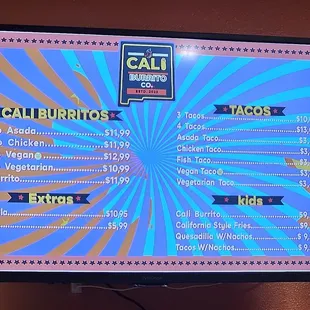 CALI
BURRITO
CO.
CALI BURRITOS
Asada $11,99
Chicken $11,99
Vegan $12,99
Vegetarian $10,99
$11,99
Extras
$10,95
$5,99
TACOS
3 Tacos
4 Tacos
Asada Taco
Chicken Taco
Fish Taco
Vegan Taco
Vegetarian Taco
kids
Cali Burrito
California Style Fries
Quesadilla W/Nachos
Tacos W/Nachos